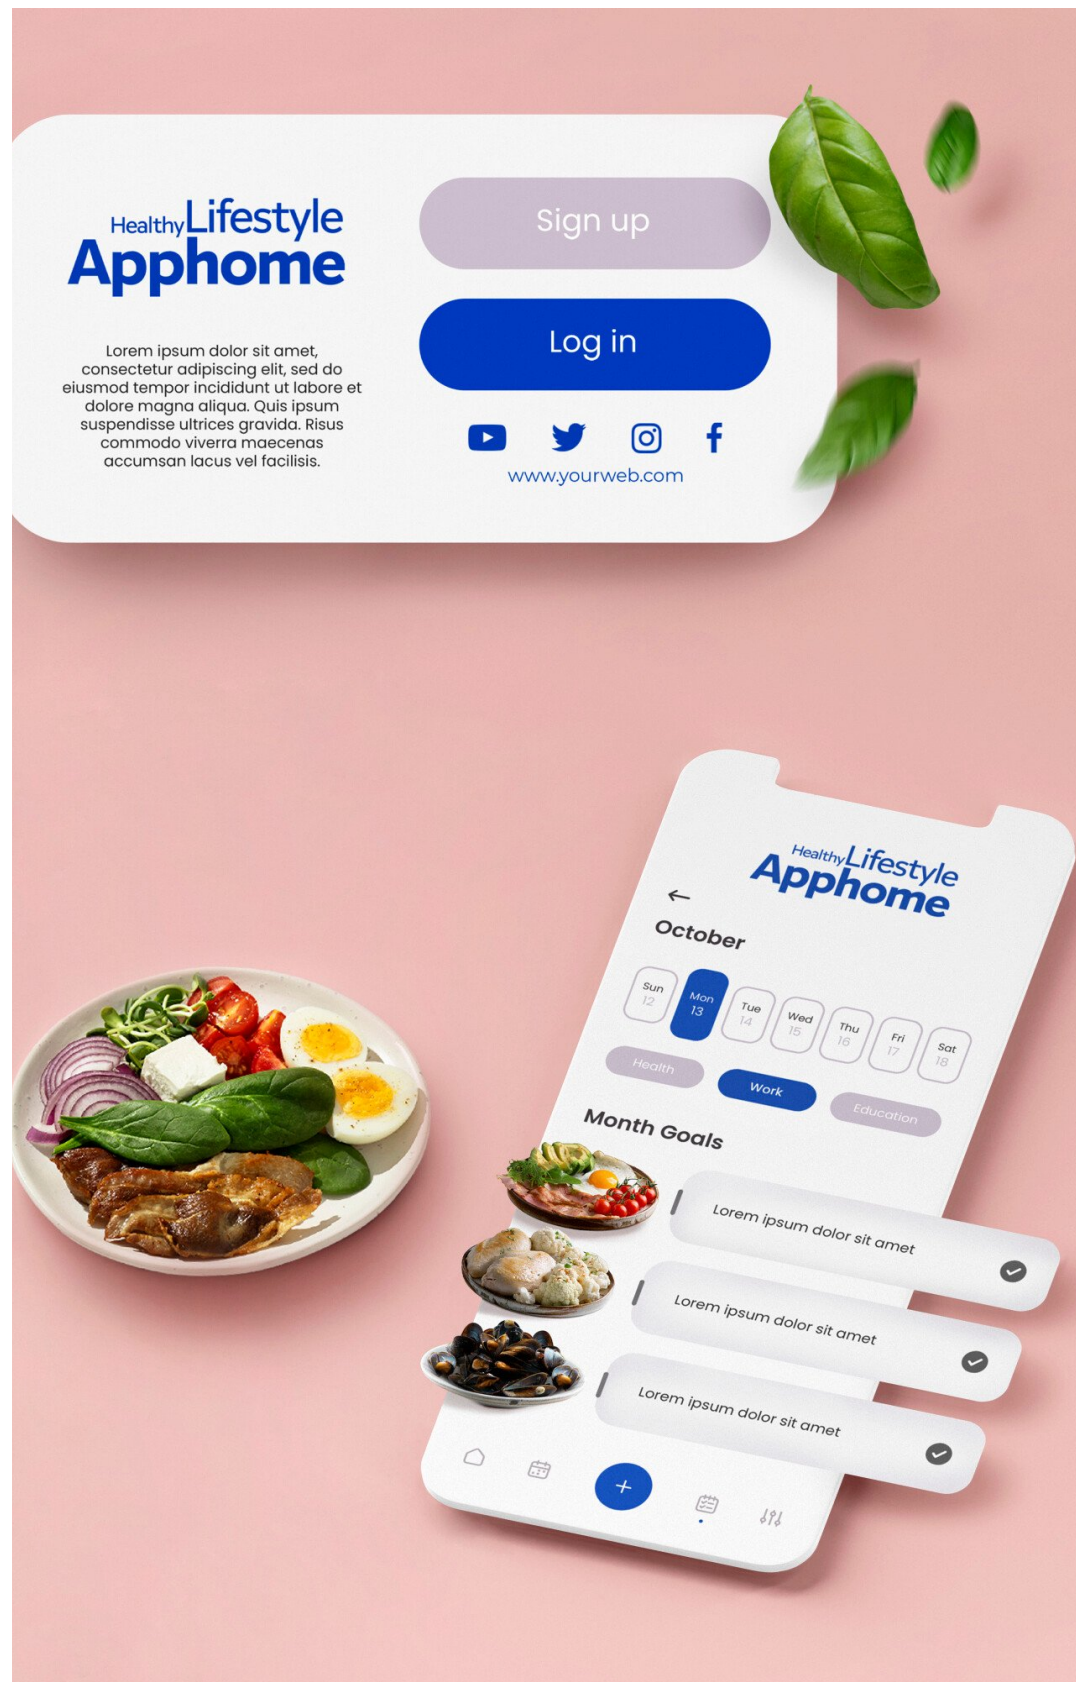 Healthy Lifestyle
Apphome
Lorem ipsum dolor sit amet,
consectetur adipiscing elit, sed do
eiusmod tempor incididunt ut labore et
dolore magna aliqua. Quis ipsum
suspendisse ultrices gravida. Risus
commodo viverra maecenas
accumsan lacus vel facilisis.
Sign up
Log in
www.yourweb.com
Healthy Lifestyle
Apphome
October
Sun Mon Tue Wed Thu Fri Sat
12 13 14 15 16 17 18
Health Work Education
Month Goals
Lorem ipsum dolor sit amet
Lorem ipsum dolor sit amet
Lorem ipsum dolor sit amet